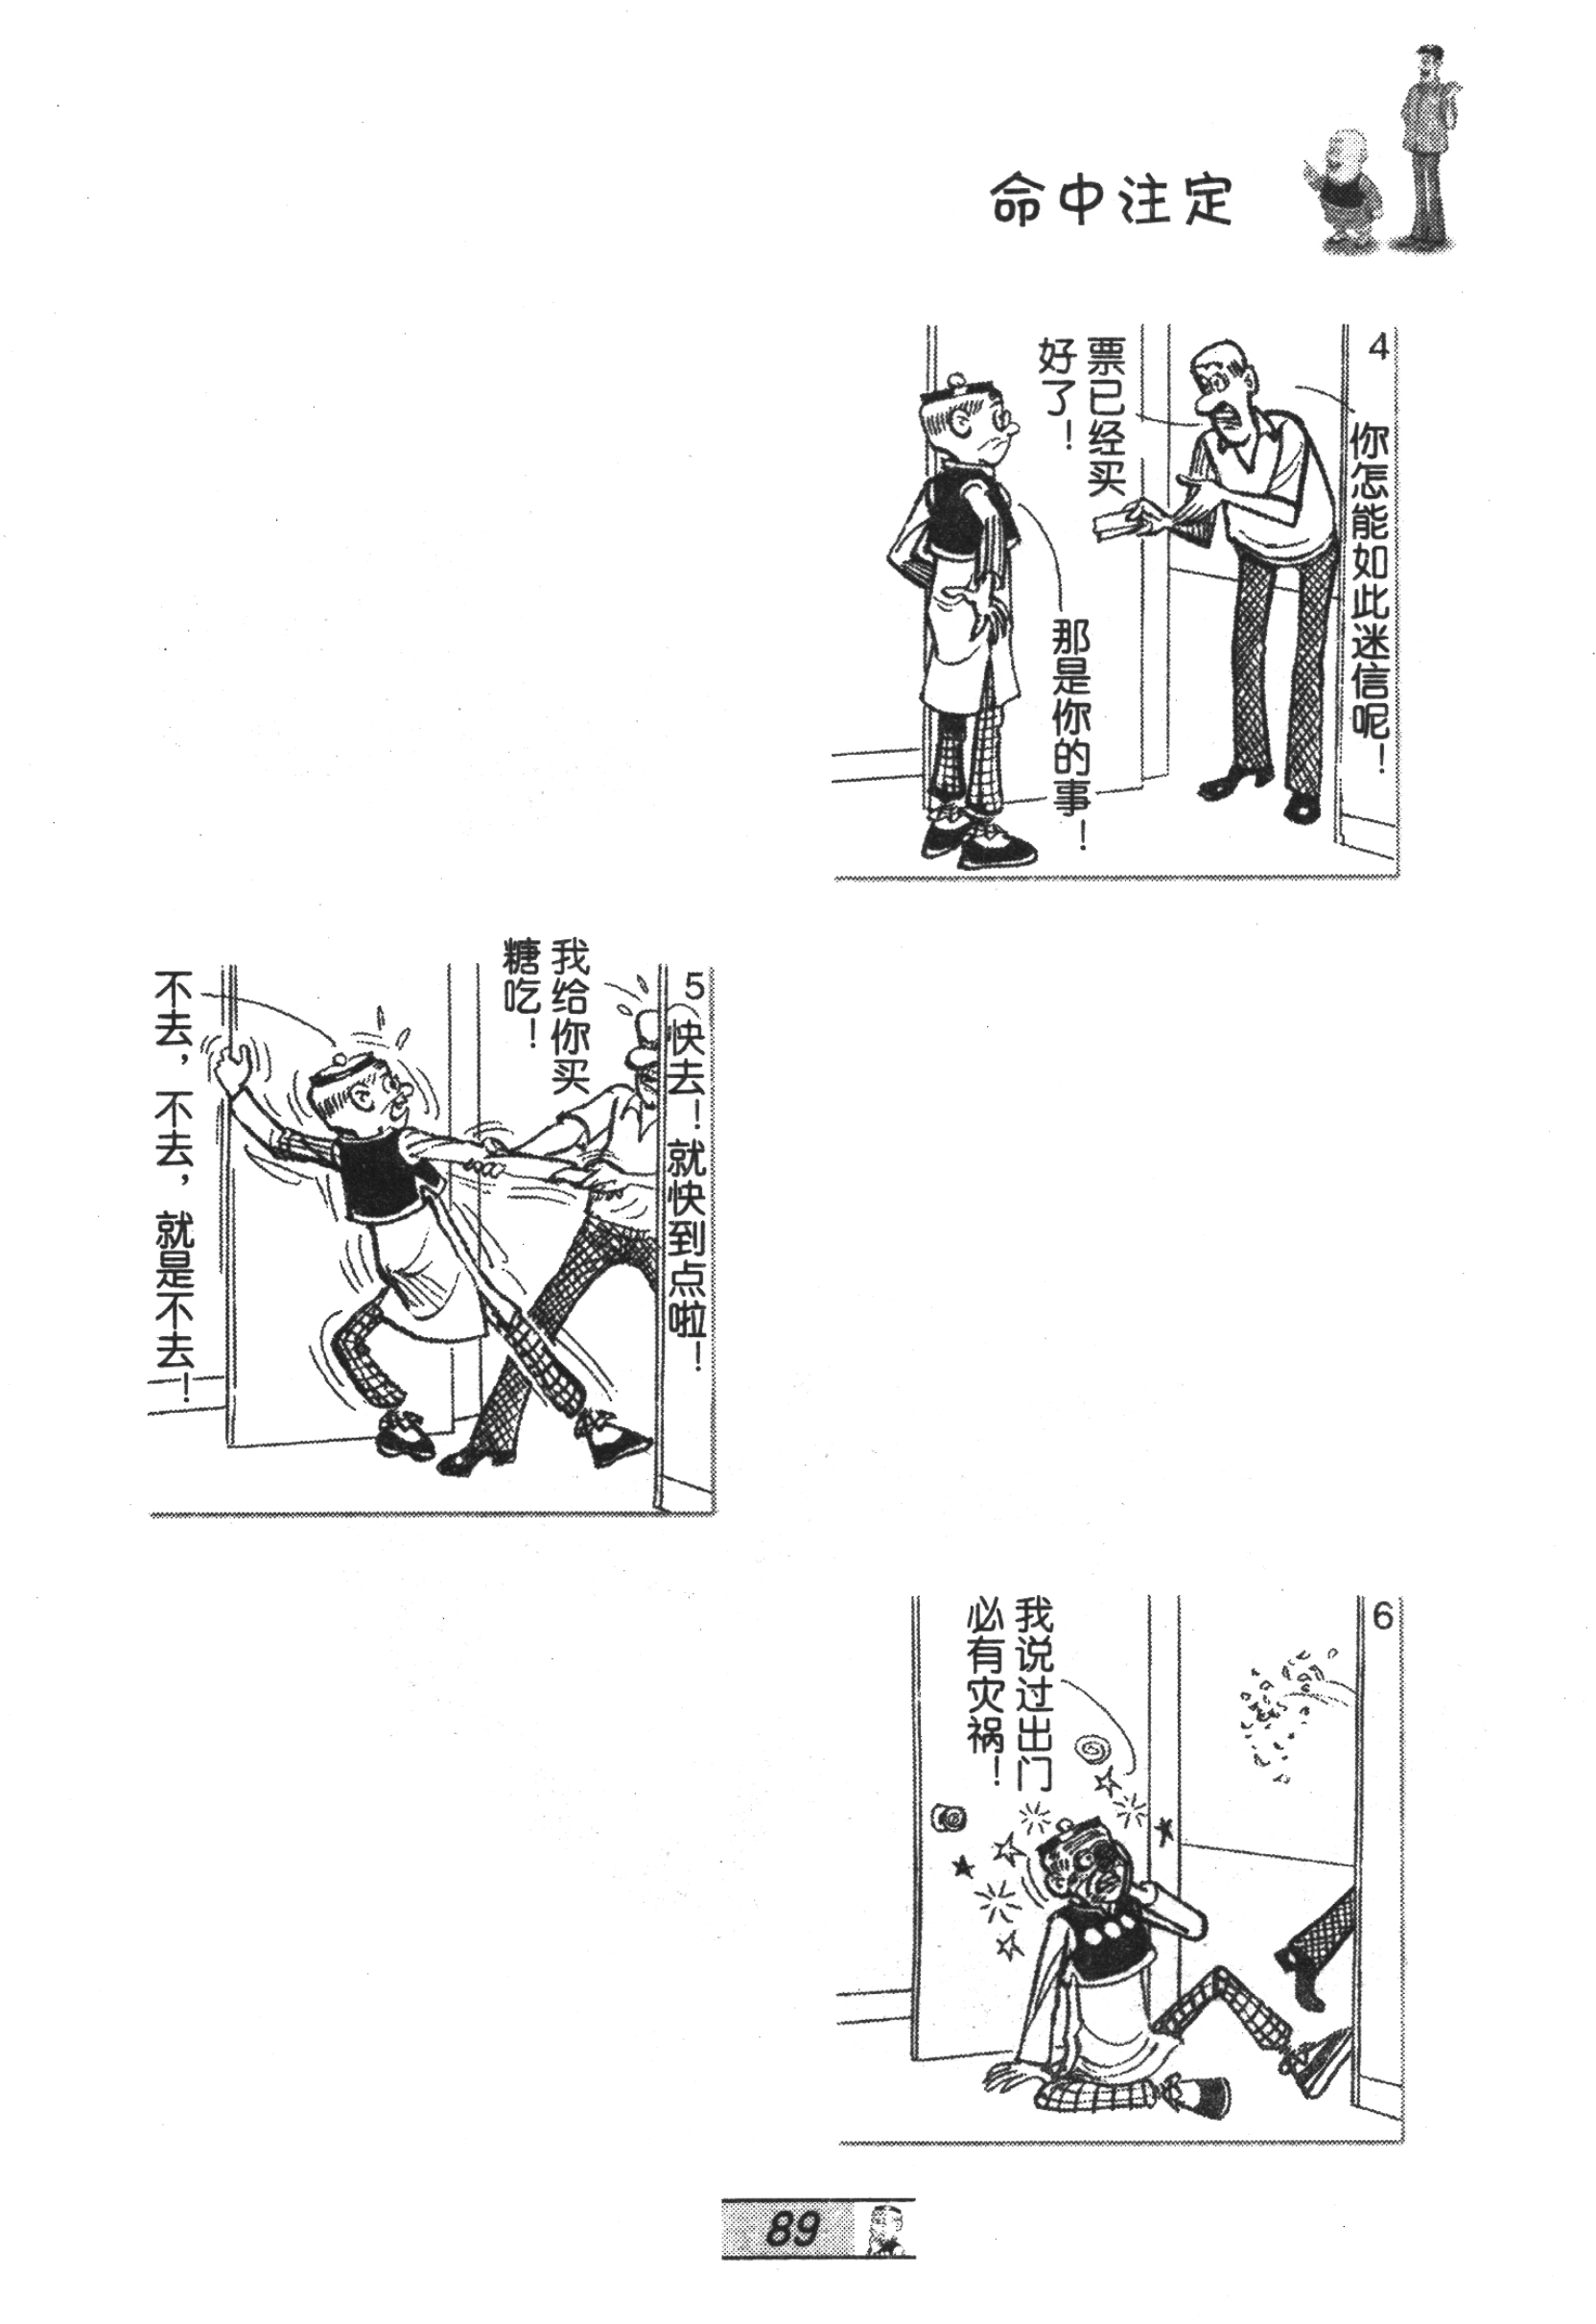 命中注定
4
你怎能如此迷信呢！
票已经买
好了！
那是你的事！
5
快去！就快到点啦！
我给你买
糖吃！
不去，不去，就是不去！
6
我说过出门
必有灾祸！
89